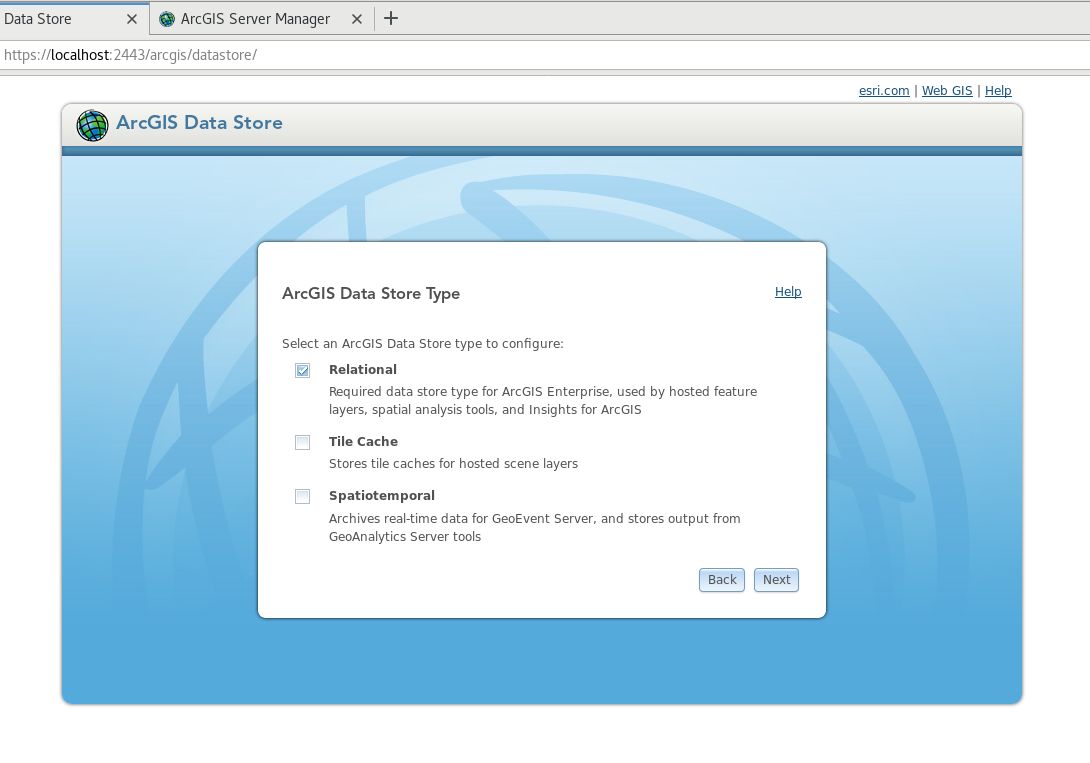 Data Store
ArcGIS Server Manager
https://localhost:2443/arcgis/datastore/
esri.com | Web GIS | Help
ArcGIS Data Store
ArcGIS Data Store Type
Help
Select an ArcGIS Data Store type to configure:
Relational
Required data store type for ArcGIS Enterprise, used by hosted feature
layers, spatial analysis tools, and Insights for ArcGIS
Tile Cache
Stores tile caches for hosted scene layers
Spatiotemporal
Archives real-time data for GeoEvent Server, and stores output from
GeoAnalytics Server tools
Back
Next